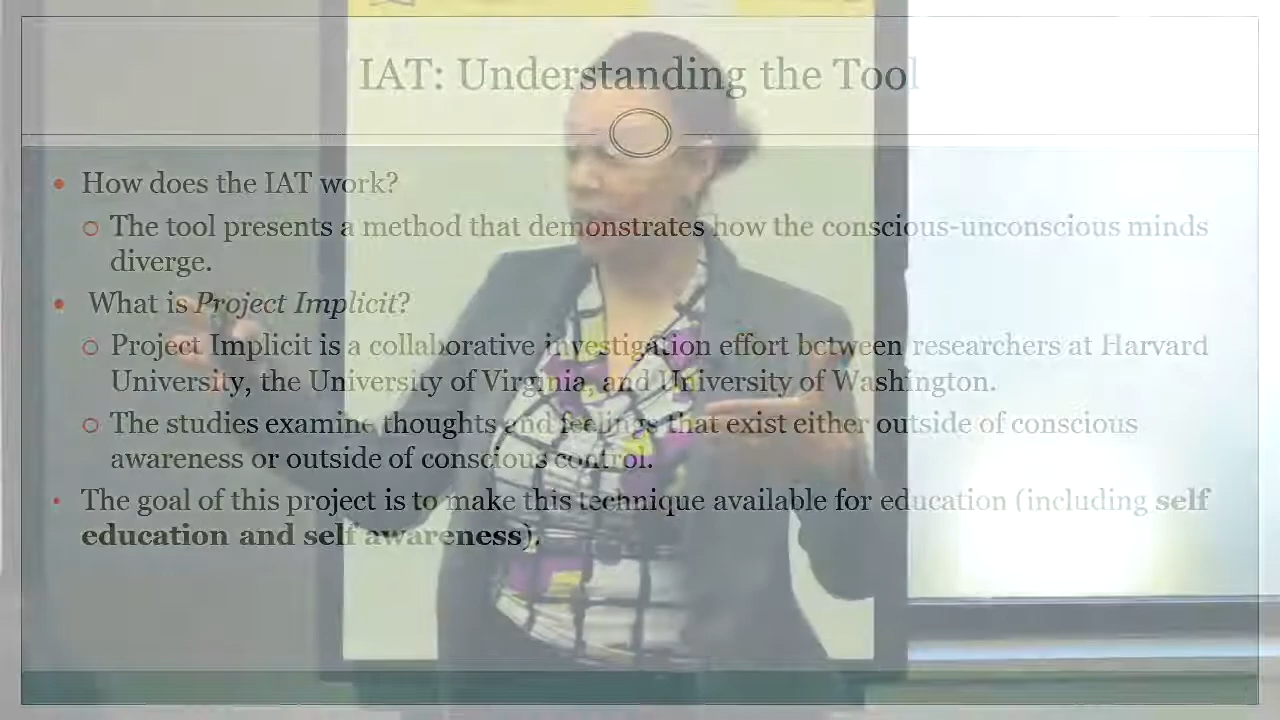 IAT: Understanding the Tool
• How does the IAT work?
o The tool presents a method that demonstrates how the conscious-unconscious minds
diverge.
• What is Project Implicit?
o Project Implicit is a collaborative investigation effort between researchers at Harvard
University, the University of Virginia, and University of Washington.
o The studies examine thoughts and feelings that exist either outside of conscious
awareness or outside of conscious control.
• The goal of this project is to make this technique available for education (including self
education and self awareness).